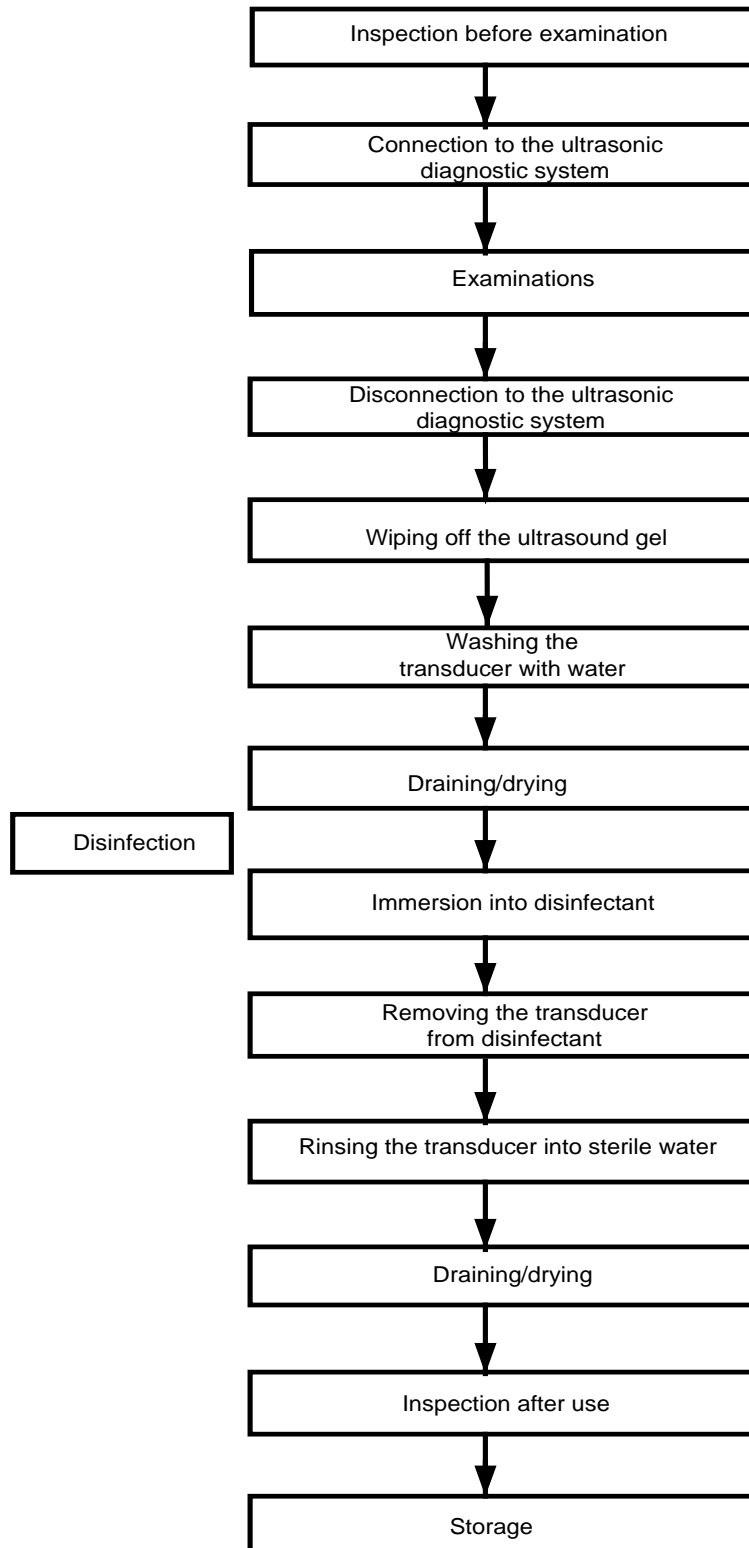 Inspection before examination
Connection to the ultrasonic
diagnostic system
Examinations
Disconnection to the ultrasonic
diagnostic system
Wiping off the ultrasound gel
Washing the
transducer with water
Draining/drying
Disinfection
Immersion into disinfectant
Removing the transducer
from disinfectant
Rinsing the transducer into sterile water
Draining/drying
Inspection after use
Storage